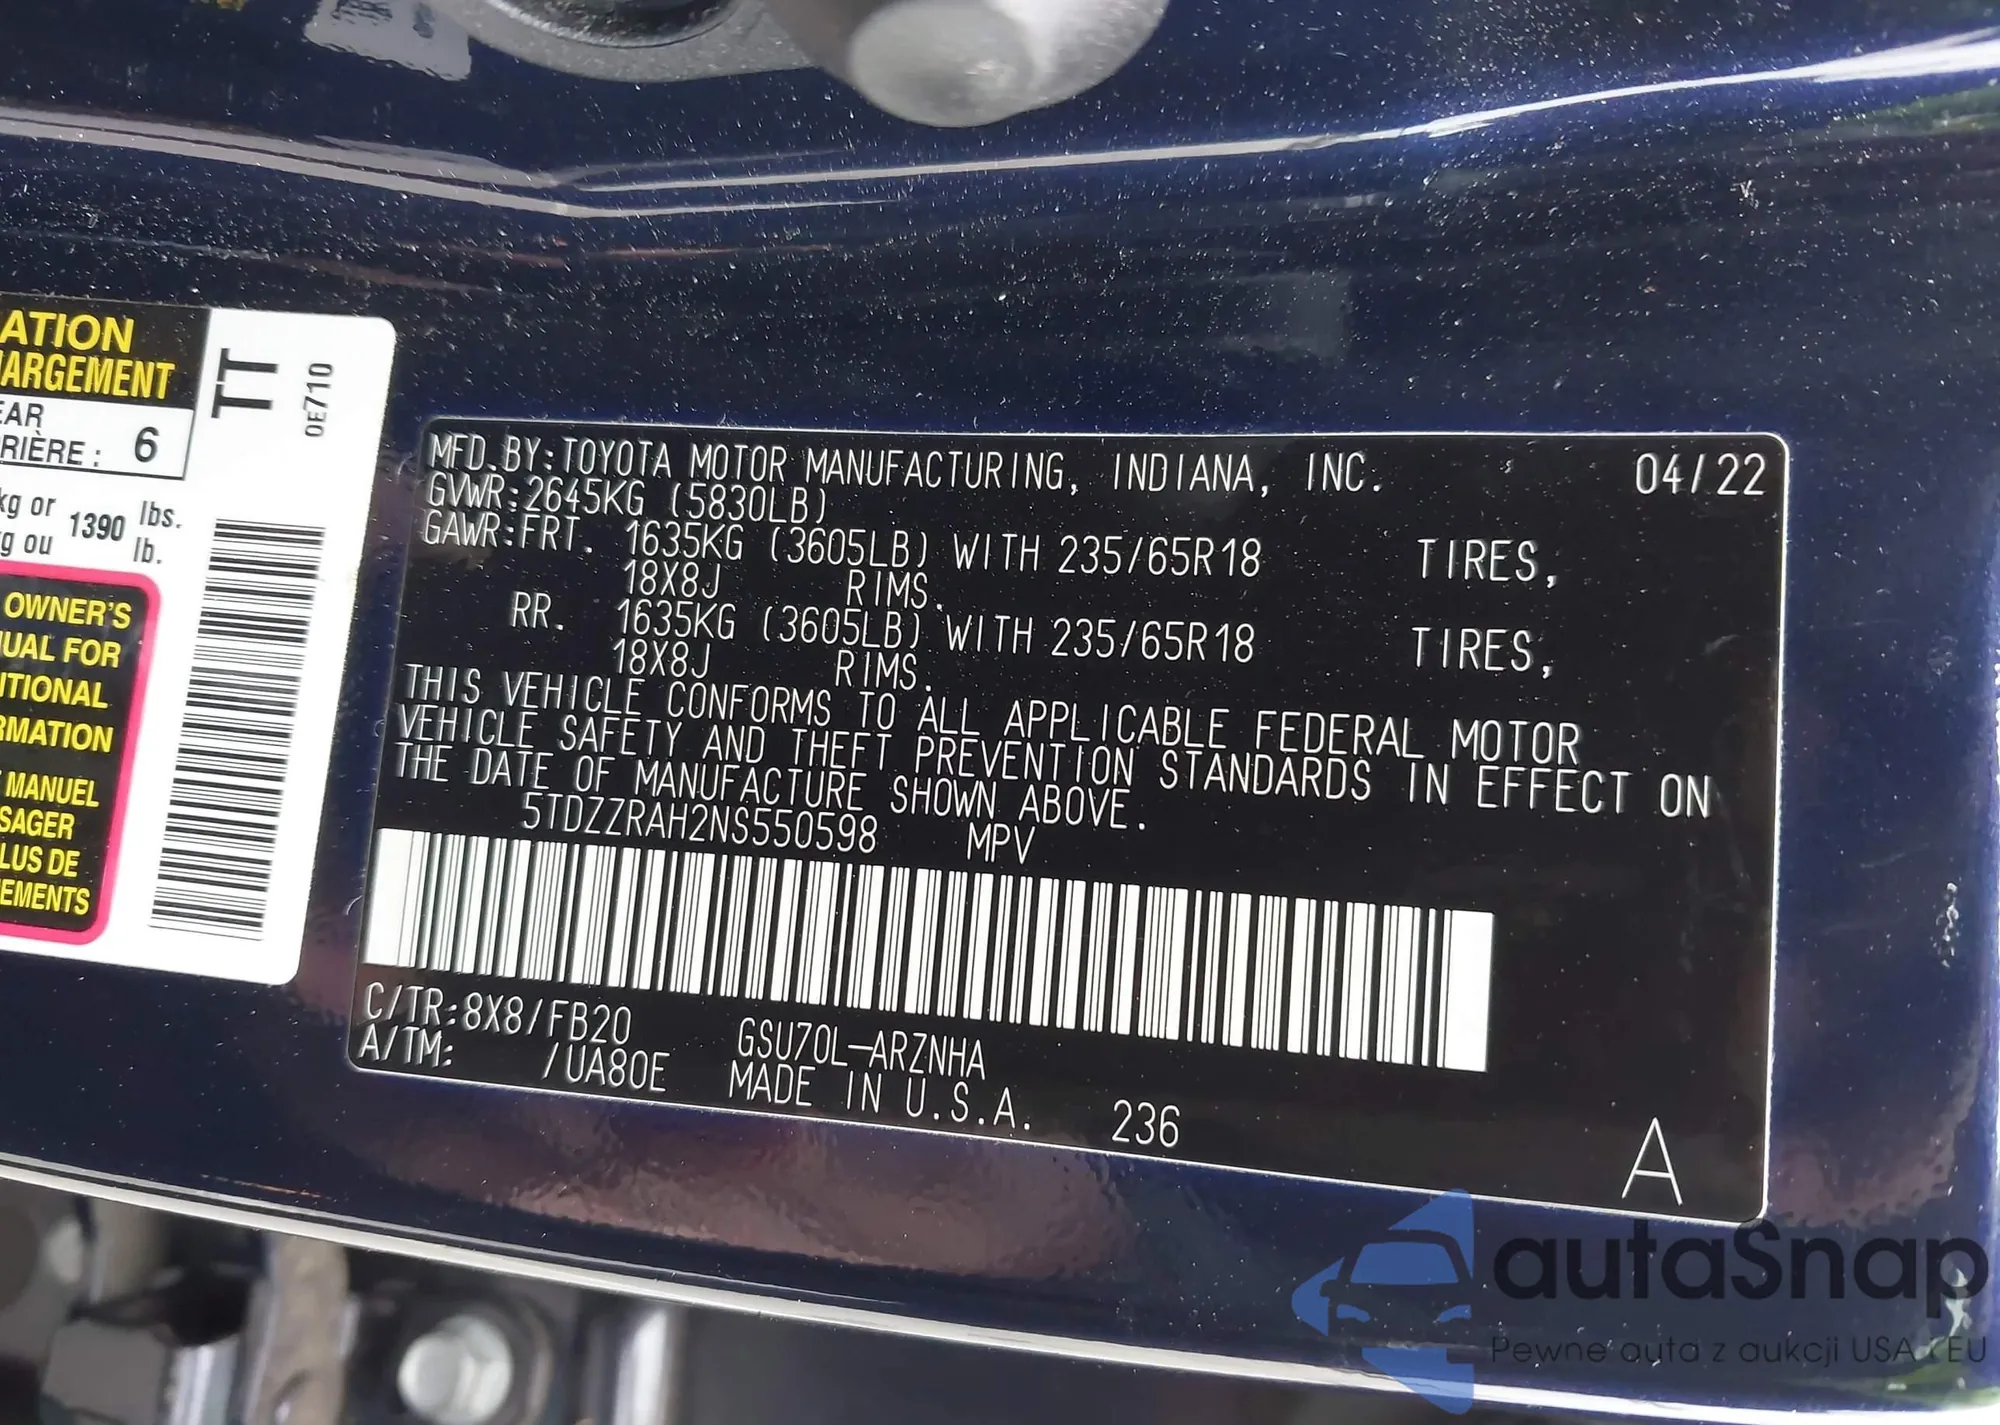 ATION
ARGEMENT
EAR
RIÈRE : 6
kg or 1390 lbs.
g ou lb.
OWNER'S
UAL FOR
ITIONAL
RMATION
MANUEL
SAGER
LUS DE
EMENTS
TT
0E710
MFD.BY:TOYOTA MOTOR MANUFACTURING, INDIANA, INC. 04/22
GVWR:2645KG (5830LB)
GAWR:FRT. 1635KG (3605LB) WITH 235/65R18 TIRES,
18X8J RIMS.
RR. 1635KG (3605LB) WITH 235/65R18 TIRES,
18X8J RIMS.
THIS VEHICLE CONFORMS TO ALL APPLICABLE FEDERAL MOTOR
VEHICLE SAFETY AND THEFT PREVENTION STANDARDS IN EFFECT ON
THE DATE OF MANUFACTURE SHOWN ABOVE.
5TDZZRAH2NS550598 MPV
C/TR:8X8/FB20 GSU70L-ARZNHA
A/TM: /UA80E MADE IN U.S.A. 236
A
autaSnap
Pewne auta z aukcji USA i EU